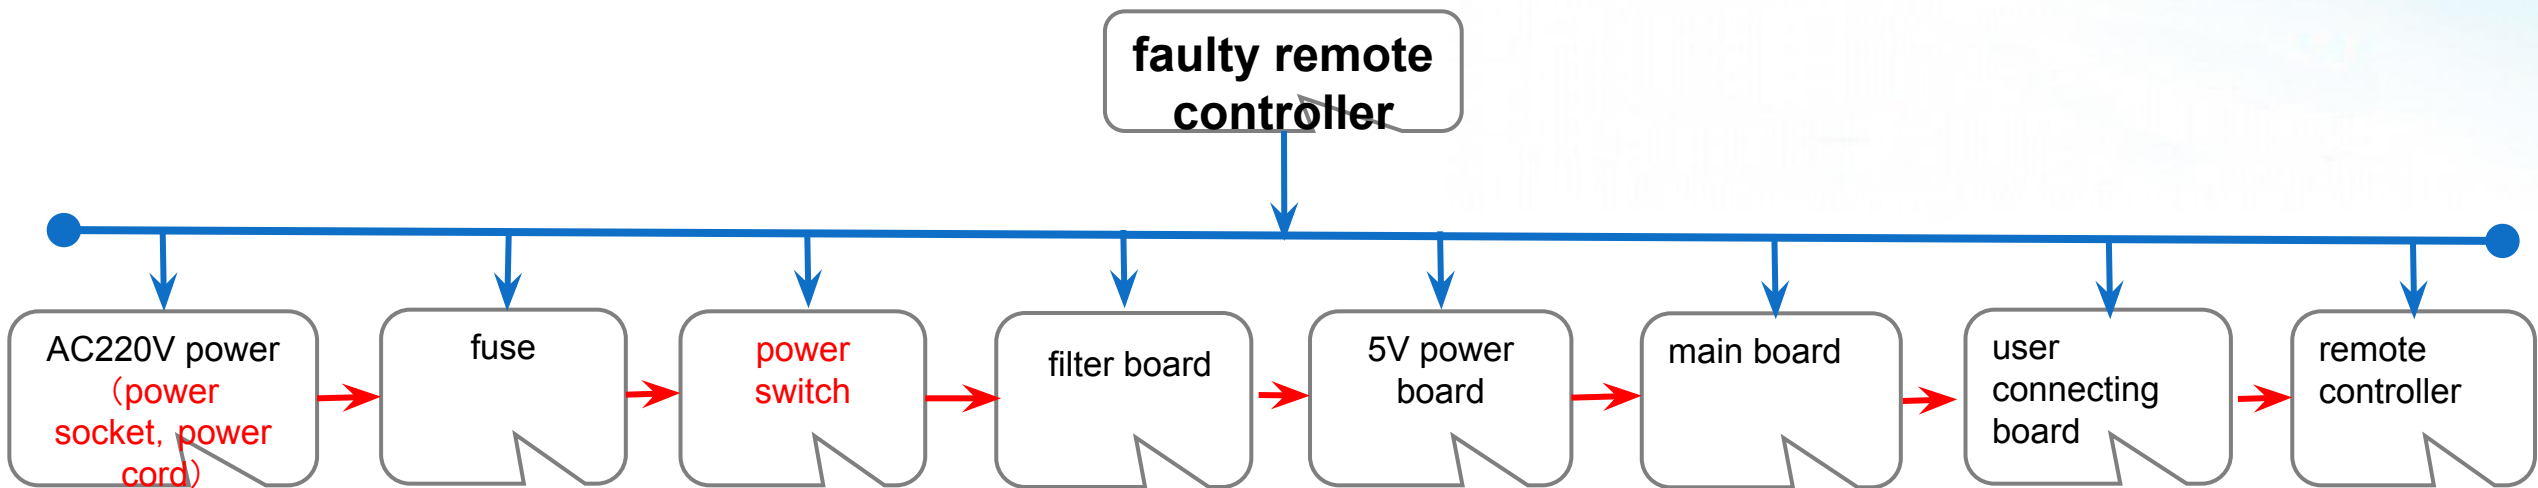 faulty remote
controller
AC220V power
（power
socket, power
cord）
fuse
power
switch
filter board
5V power
board
main board
user
connecting
board
remote
controller